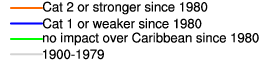 Cat 2 or stronger since 1980
Cat 1 or weaker since 1980
no impact over Caribbean since 1980
1900-1979